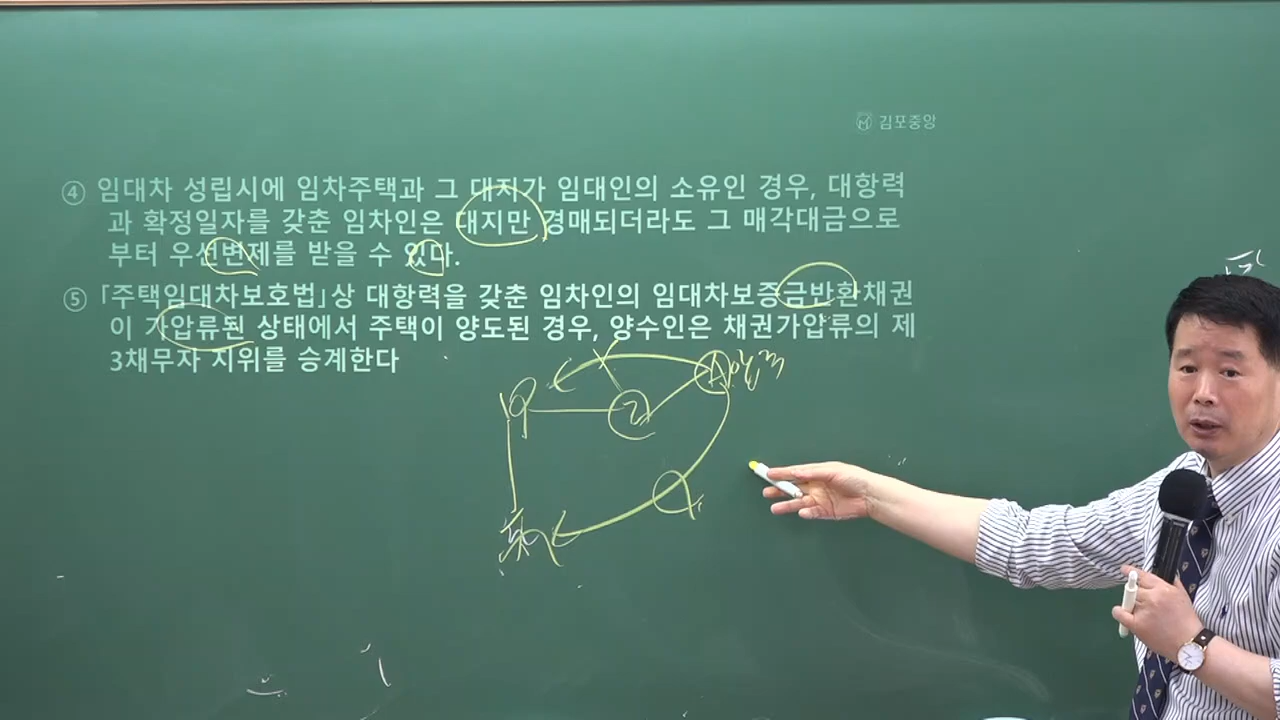 김포중앙
④ 임대차 성립시에 임차주택과 그 대지가 임대인의 소유인 경우, 대항력
과 확정일자를 갖춘 임차인은 대지만 경매되더라도 그 매각대금으로
부터 우선변제를 받을 수 있다.
⑤ 「주택임대차보호법」상 대항력을 갖춘 임차인의 임대차보증금반환채권
이 가압류된 상태에서 주택이 양도된 경우, 양수인은 채권가압류의 제
3채무자 지위를 승계한다